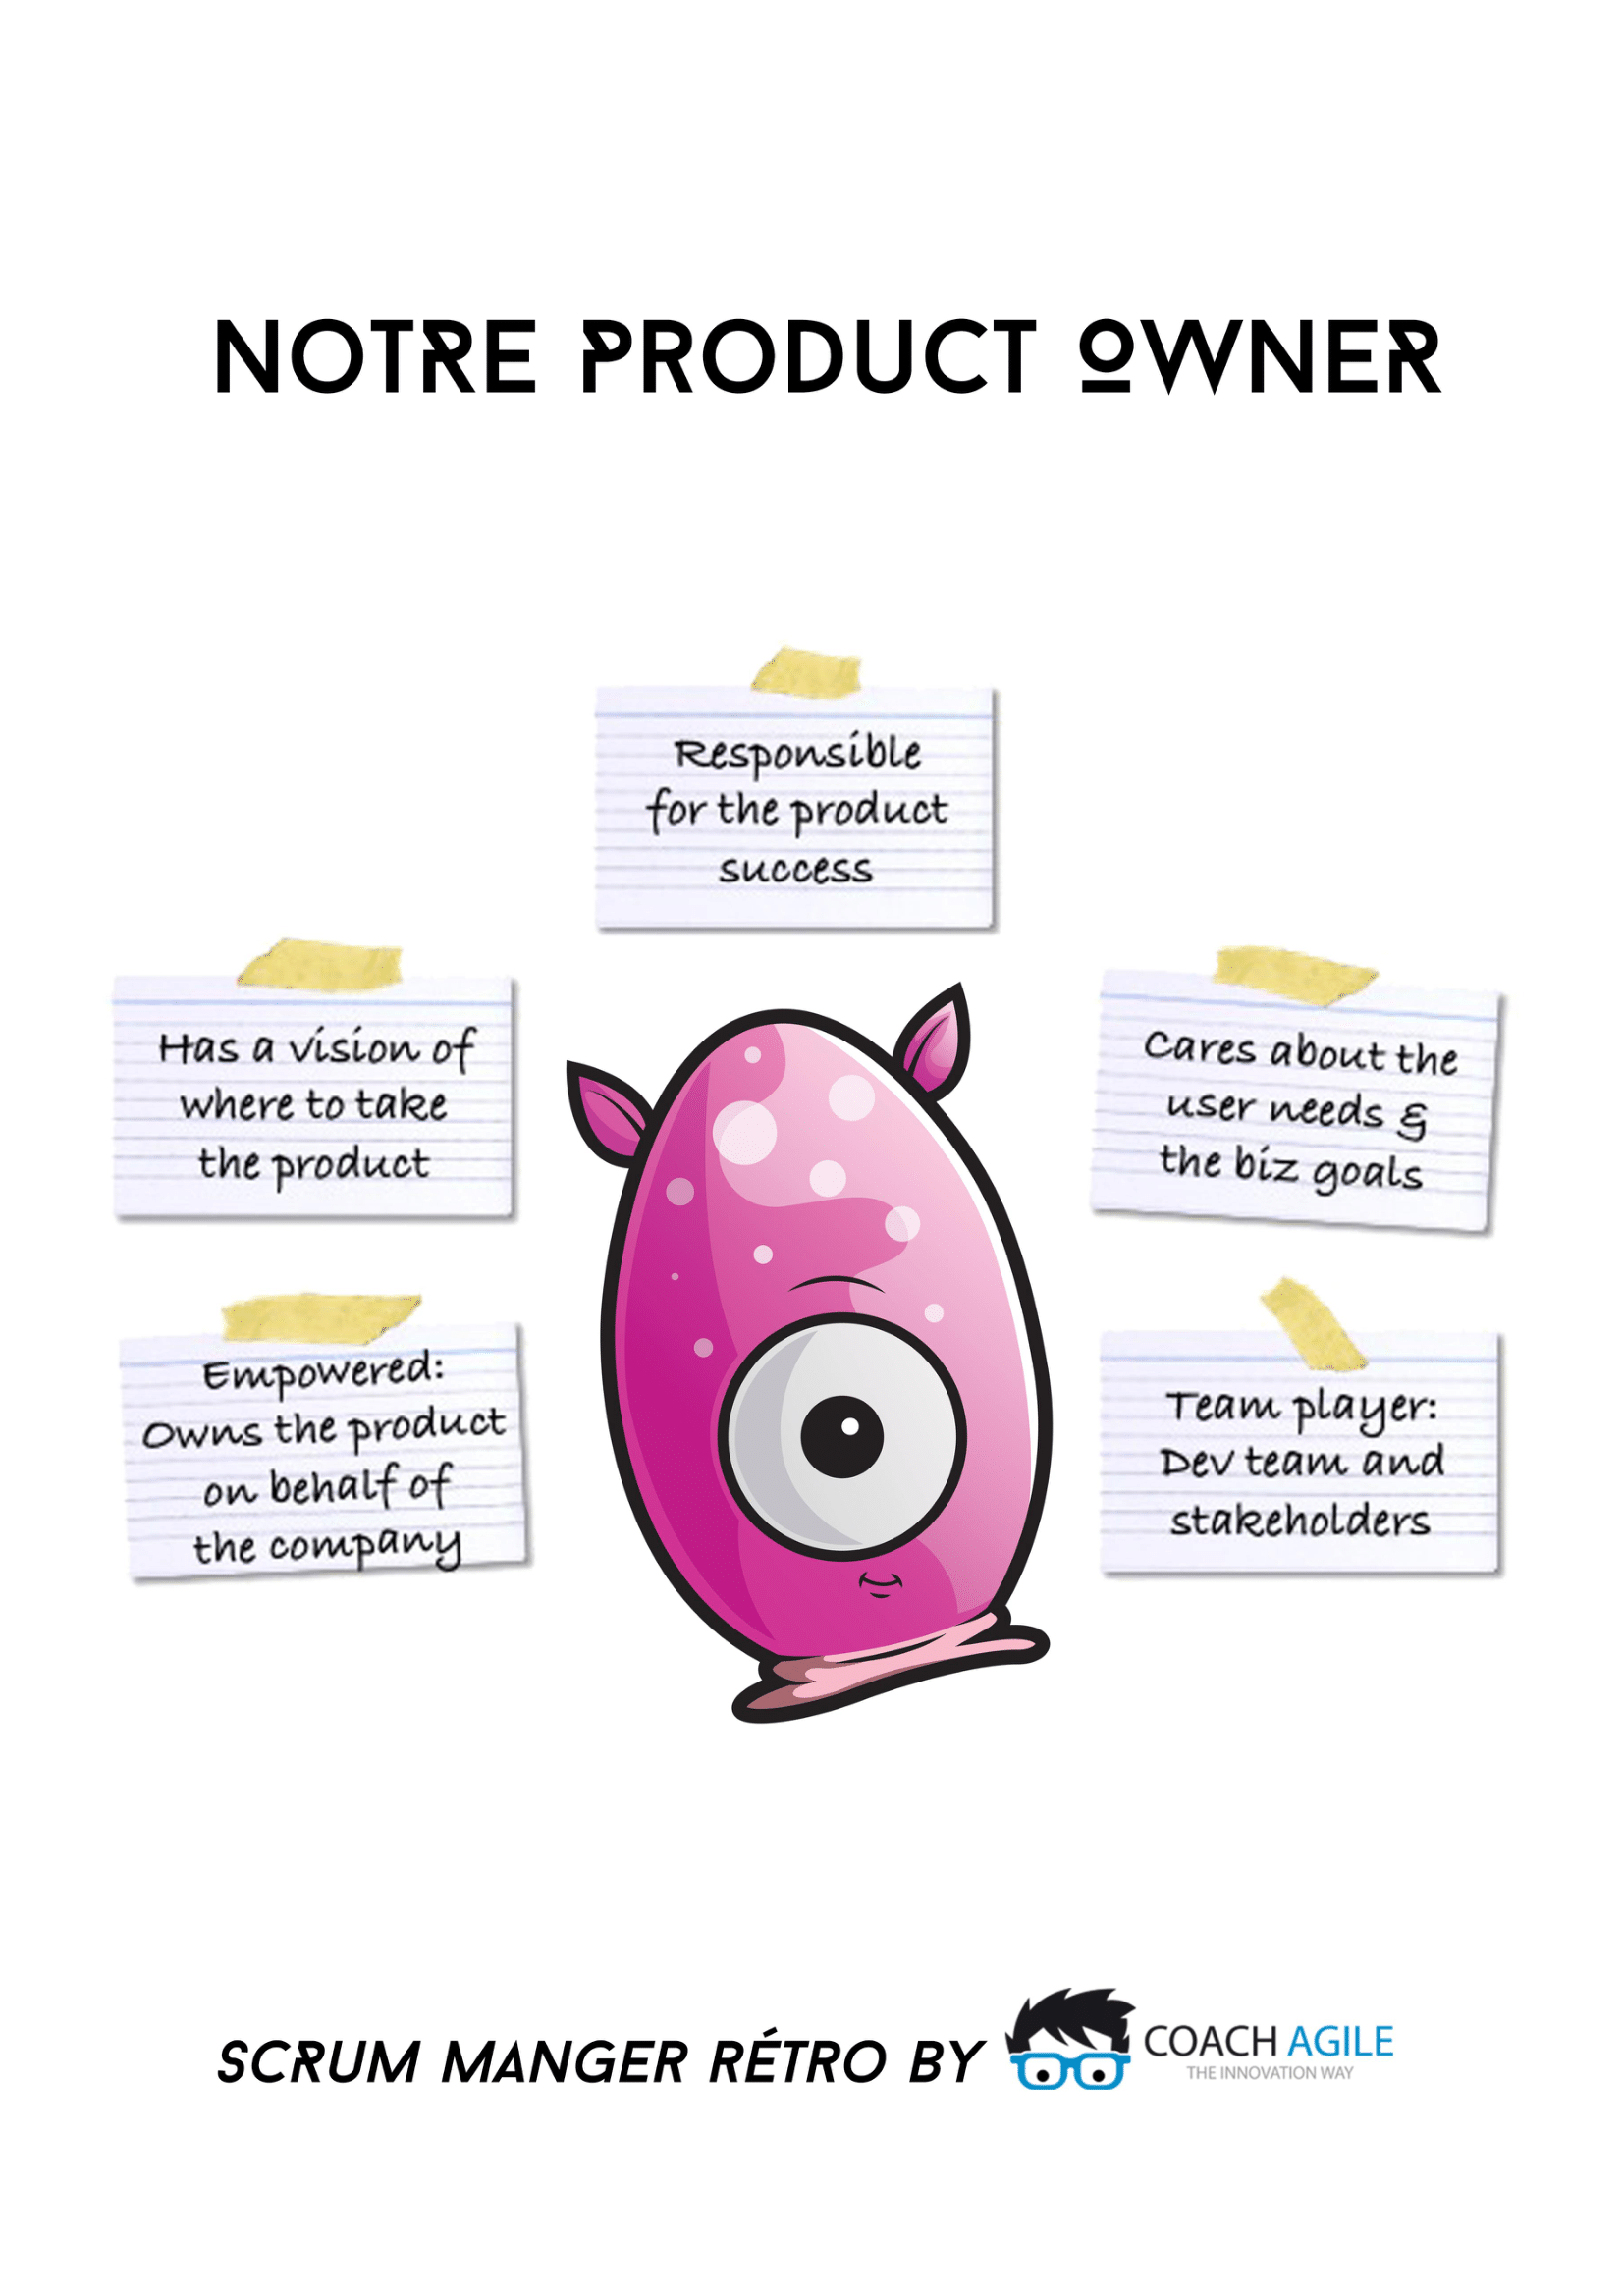 NOTRE PRODUCT OWNER
Responsible
for the product
success
Has a vision of
where to take
the product
Cares about the
user needs &
the biz goals
Empowered:
Owns the product
on behalf of
the company
Team player:
Dev team and
stakeholders
SCRUM MANGER RÉTRO BY
COACH AGILE
THE INNOVATION WAY